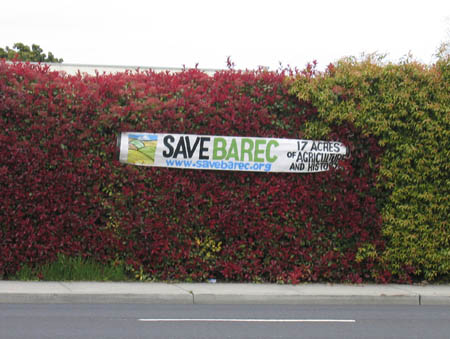 SAVE BAREC
www.savebarec.org
17 ACRES
OF AGRICULTURE
AND HISTORY